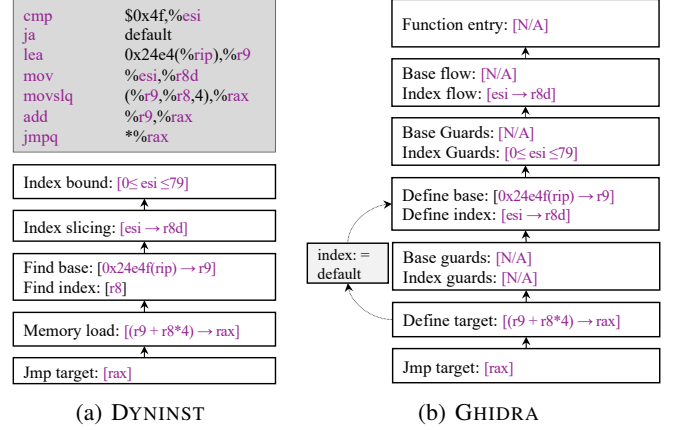 cmp $0x4f,%esi
ja default
lea 0x24e4(%rip),%r9
mov %esi,%r8d
movslq (%r9,%r8,4),%rax
add %r9,%rax
jmpq *%rax
Index bound: [0≤ esi ≤79]
Index slicing: [esi → r8d]
Find base: [0x24e4f(rip) → r9]
Find index: [r8]
Memory load: [(r9 + r8*4) → rax]
Jmp target: [rax]
(a) DYNINST
Function entry: [N/A]
Base flow: [N/A]
Index flow: [esi → r8d]
Base Guards: [N/A]
Index Guards: [0≤ esi ≤79]
Define base: [0x24e4f(rip) → r9]
Define index: [esi → r8d]
index: =
default
Base guards: [N/A]
Index guards: [N/A]
Define target: [(r9 + r8*4) → rax]
Jmp target: [rax]
(b) GHIDRA